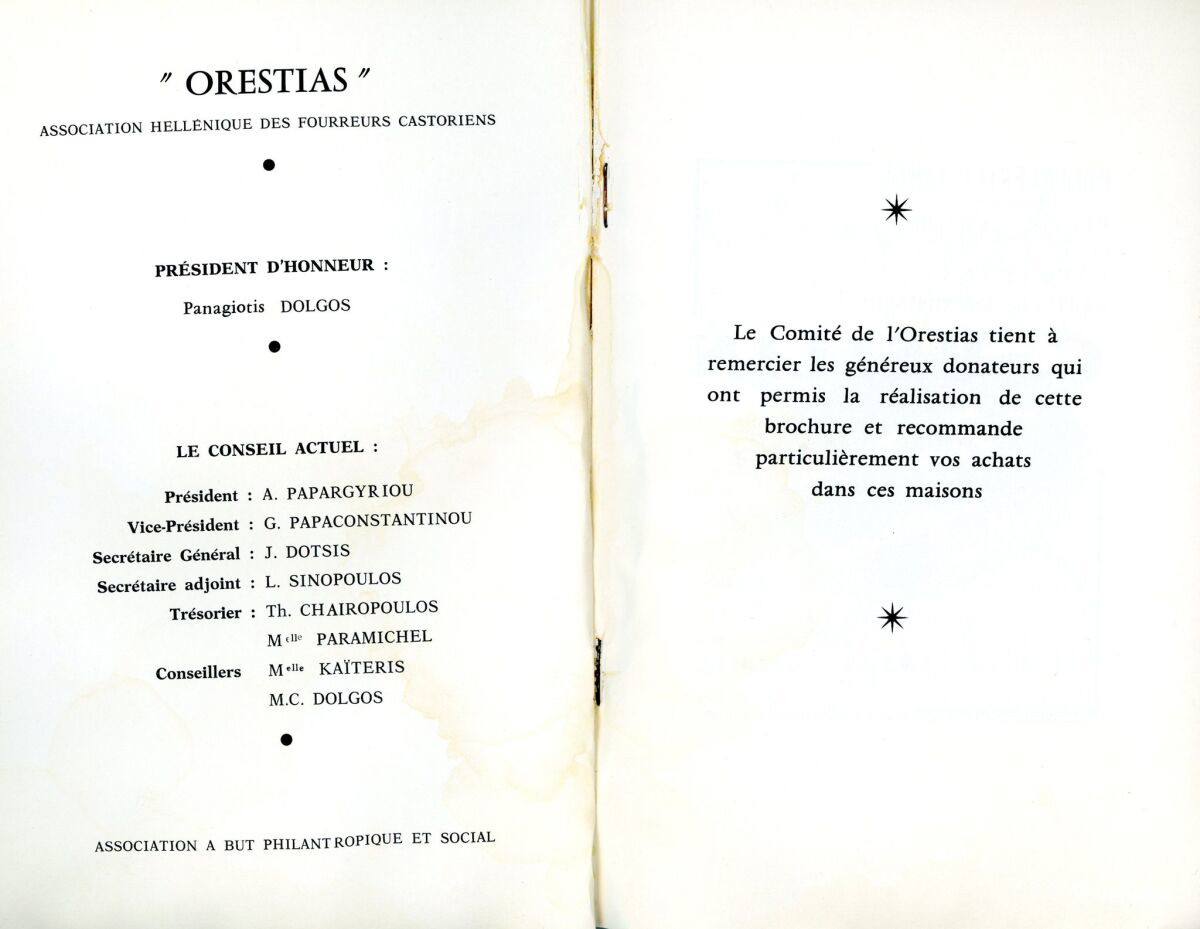 " ORESTIAS "
ASSOCIATION HELLÉNIQUE DES FOURREURS CASTORIENS
PRÉSIDENT D'HONNEUR :
Panagiotis DOLGOS
LE CONSEIL ACTUEL :
Président : A. PAPARGYRIOU
Vice-Président : G. PAPACONSTANTINOU
Secrétaire Général : J. DOTSIS
Secrétaire adjoint : L. SINOPOULOS
Trésorier : Th. CHAIROPOULOS
Melle PARAMICHEL
Conseillers Melle KAÏTERIS
M.C. DOLGOS
ASSOCIATION A BUT PHILANTROPIQUE ET SOCIAL
Le Comité de l'Orestias tient à
remercier les généreux donateurs qui
ont permis la réalisation de cette
brochure et recommande
particulièrement vos achats
dans ces maisons